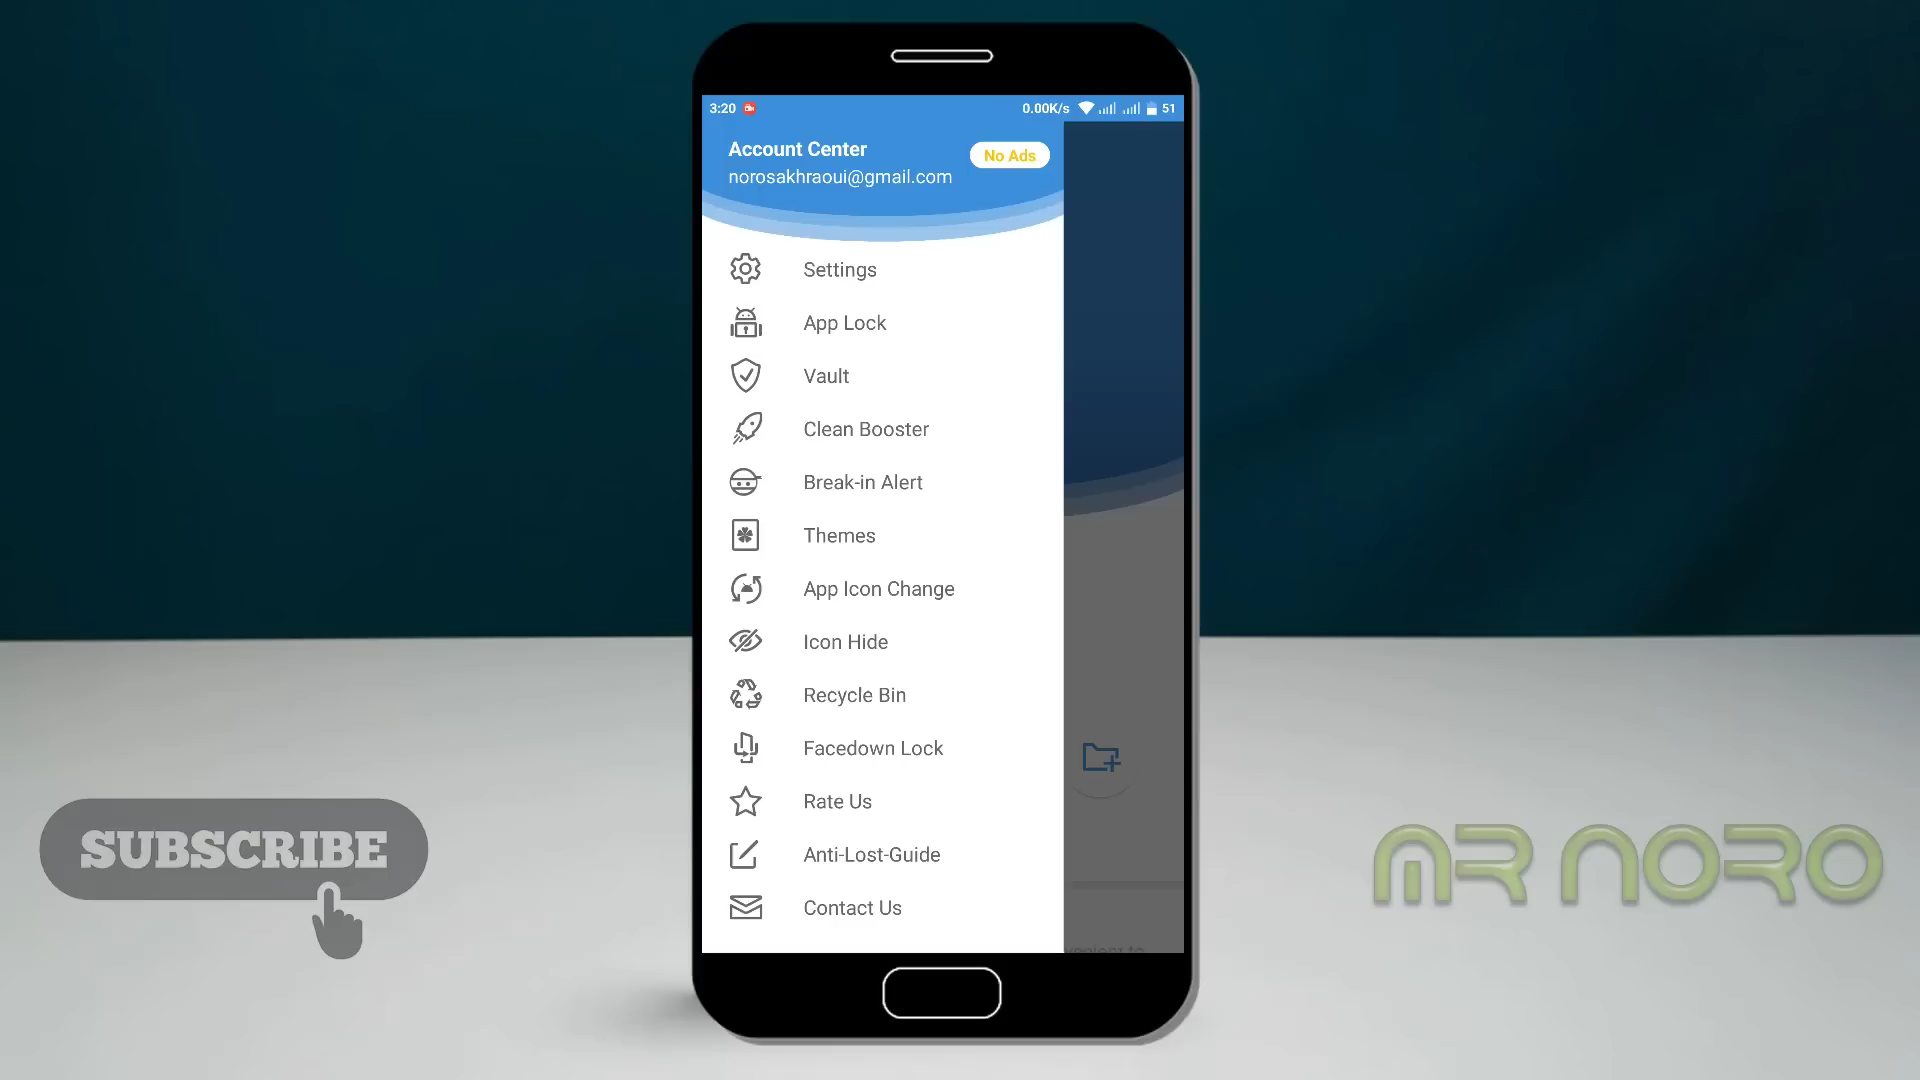 3:20 0.00K/s 51
Account Center
No Ads
norosakhraoui@gmail.com
Settings
App Lock
Vault
Clean Booster
Break-in Alert
Themes
App Icon Change
Icon Hide
Recycle Bin
Facedown Lock
Rate Us
Anti-Lost-Guide
Contact Us
SUBSCRIBE
MR NORO